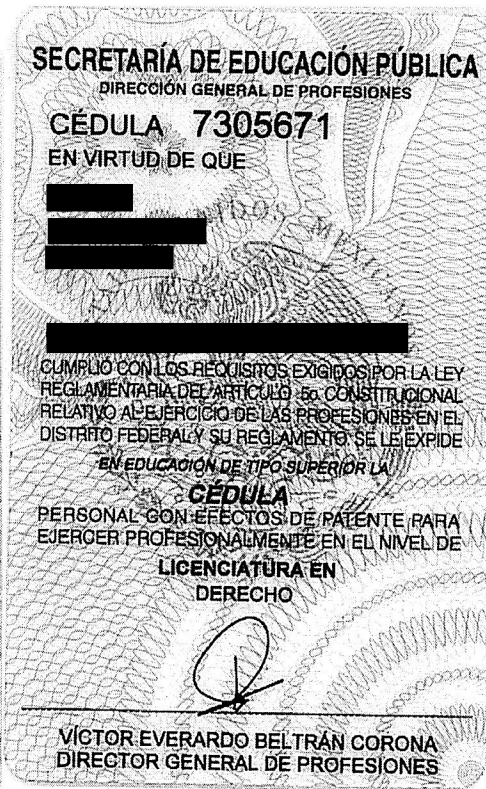 SECRETARÍA DE EDUCACIÓN PÚBLICA
DIRECCIÓN GENERAL DE PROFESIONES
CÉDULA 7305671
EN VIRTUD DE QUE
CUMPLIÓ CON LOS REQUISITOS EXIGIDOS POR LA LEY
REGLAMENTARIA DEL ARTÍCULO 5o. CONSTITUCIONAL
RELATIVO AL EJERCICIO DE LAS PROFESIONES EN EL
DISTRITO FEDERAL Y SU REGLAMENTO SE LE EXPIDE
EN EDUCACIÓN DE TIPO SUPERIOR LA
CÉDULA
PERSONAL CON EFECTOS DE PATENTE PARA
EJERCER PROFESIONALMENTE EN EL NIVEL DE
LICENCIATURA EN
DERECHO
VÍCTOR EVERARDO BELTRÁN CORONA
DIRECTOR GENERAL DE PROFESIONES